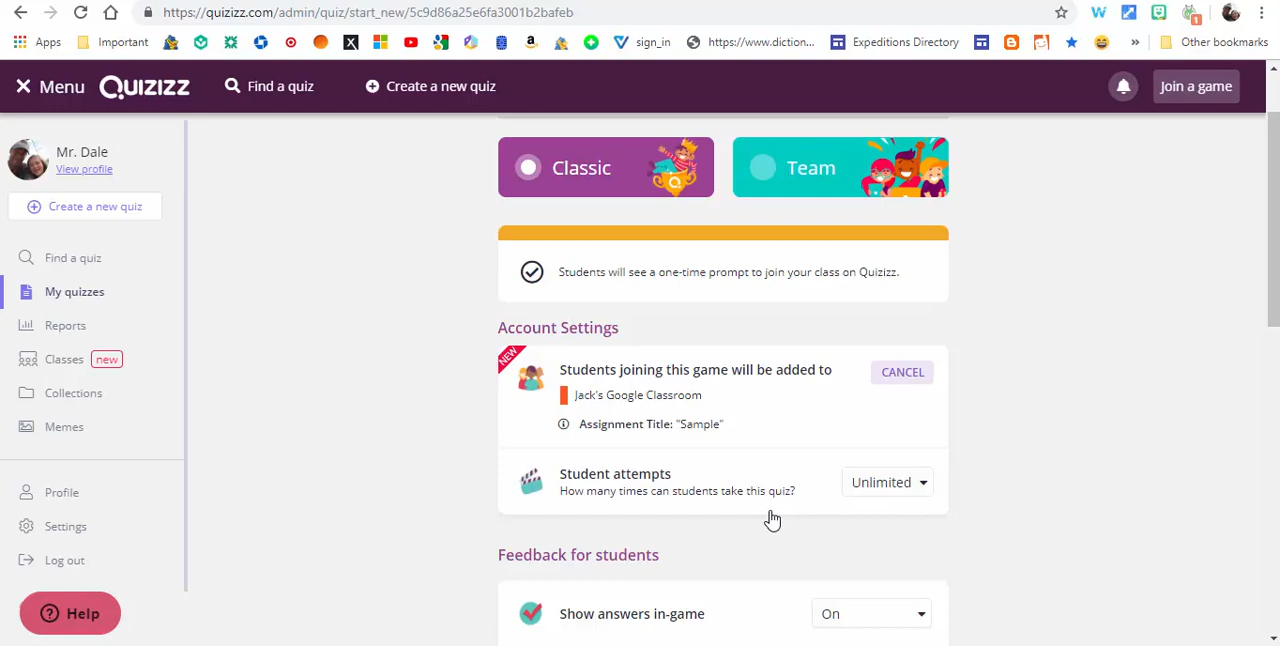 https://quizizz.com/admin/quiz/start_new/5c9d86a25e6fa3001b2bafeb
Apps Important sign_in https://www.diction... Expeditions Directory » Other bookmarks
Menu QUIZIZZ Find a quiz Create a new quiz Join a game
Mr. Dale
View profile
Create a new quiz
Find a quiz
My quizzes
Reports
Classes new
Collections
Memes
Profile
Settings
Log out
Help
Classic Team
Students will see a one-time prompt to join your class on Quizizz.
Account Settings
NEW
Students joining this game will be added to CANCEL
Jack's Google Classroom
Assignment Title: "Sample"
Student attempts
How many times can students take this quiz? Unlimited
Feedback for students
Show answers in-game On